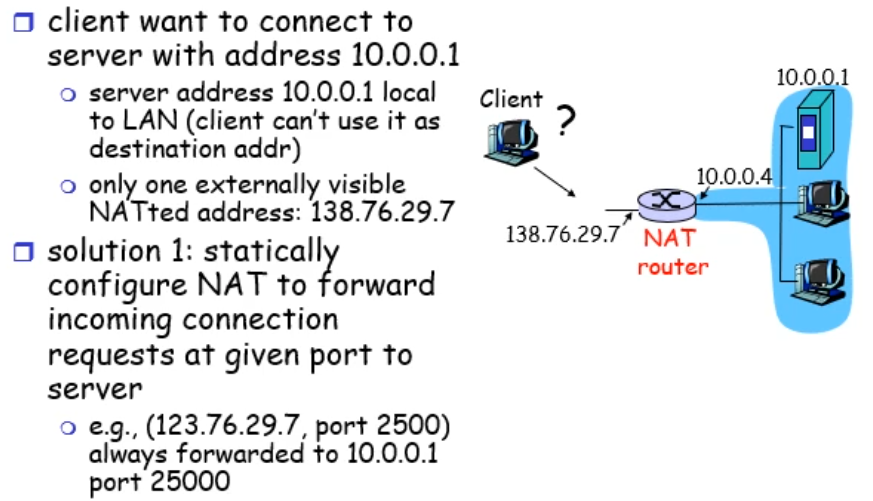 client want to connect to
server with address 10.0.0.1
server address 10.0.0.1 local
to LAN (client can't use it as
destination addr)
only one externally visible
NATted address: 138.76.29.7
solution 1: statically
configure NAT to forward
incoming connection
requests at given port to
server
e.g., (123.76.29.7, port 2500)
always forwarded to 10.0.0.1
port 25000
10.0.0.1
Client
?
10.0.0.4
138.76.29.7
NAT
router